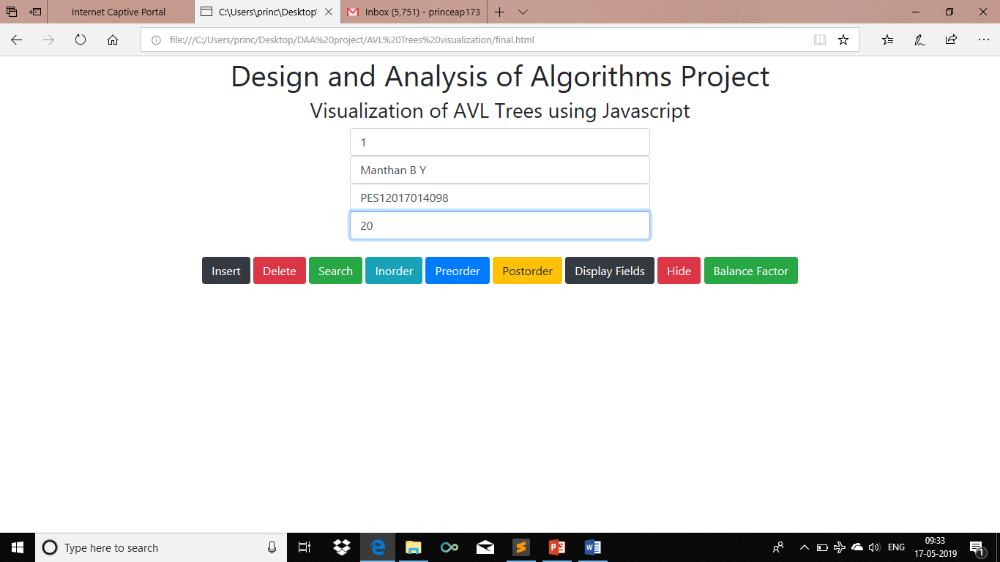 Internet Captive Portal
C:\Users\princ\Desktop\
Inbox (5,751) - princeap173
file:///C:/Users/princ/Desktop/DAA%20project/AVL%20Trees%20visualization/final.html
Design and Analysis of Algorithms Project
Visualization of AVL Trees using Javascript
1
Manthan B Y
PES12017014098
20
Insert Delete Search Inorder Preorder Postorder Display Fields Hide Balance Factor
Type here to search
ENG
09:33
17-05-2019
1